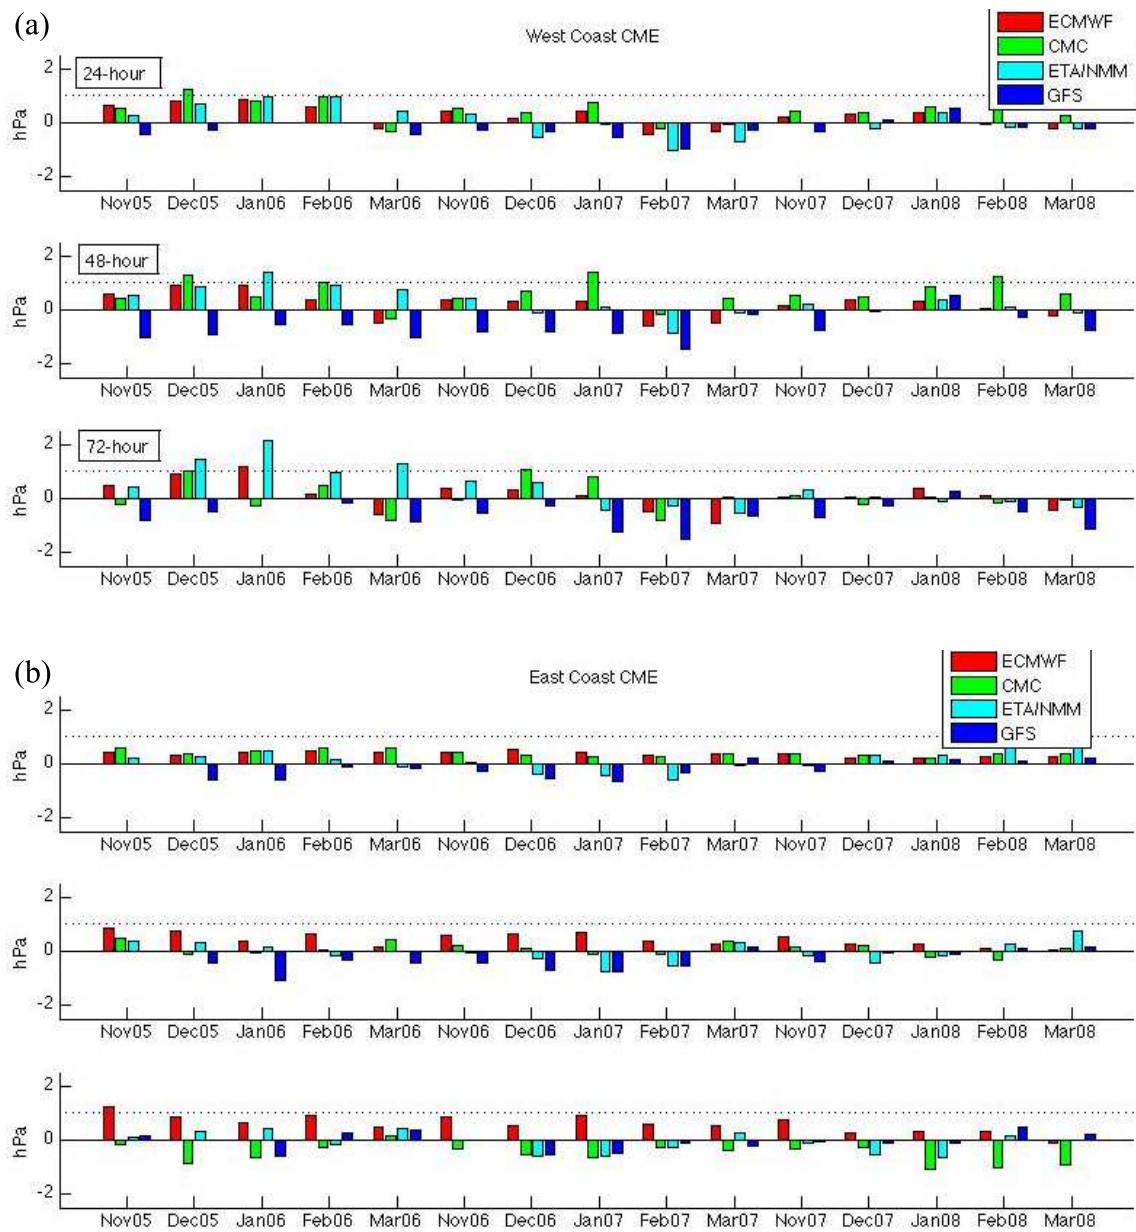 (a)
West Coast CME
ECMWF
CMC
ETA/NMM
GFS
24-hour
hPa
2
0
-2
Nov05 Dec05 Jan06 Feb06 Mar06 Nov06 Dec06 Jan07 Feb07 Mar07 Nov07 Dec07 Jan08 Feb08 Mar08
48-hour
hPa
2
0
-2
Nov05 Dec05 Jan06 Feb06 Mar06 Nov06 Dec06 Jan07 Feb07 Mar07 Nov07 Dec07 Jan08 Feb08 Mar08
72-hour
hPa
2
0
-2
Nov05 Dec05 Jan06 Feb06 Mar06 Nov06 Dec06 Jan07 Feb07 Mar07 Nov07 Dec07 Jan08 Feb08 Mar08
(b)
East Coast CME
ECMWF
CMC
ETA/NMM
GFS
hPa
2
0
-2
Nov05 Dec05 Jan06 Feb06 Mar06 Nov06 Dec06 Jan07 Feb07 Mar07 Nov07 Dec07 Jan08 Feb08 Mar08
hPa
2
0
-2
Nov05 Dec05 Jan06 Feb06 Mar06 Nov06 Dec06 Jan07 Feb07 Mar07 Nov07 Dec07 Jan08 Feb08 Mar08
hPa
2
0
-2
Nov05 Dec05 Jan06 Feb06 Mar06 Nov06 Dec06 Jan07 Feb07 Mar07 Nov07 Dec07 Jan08 Feb08 Mar08